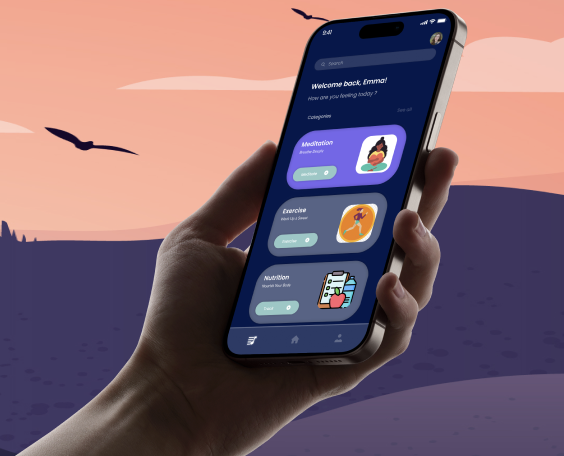 9:41
Search
Welcome back, Emma!
How are you feeling today ?
Categories
See all
Meditation
Breathe Deeply
Meditate
Exercise
Work Up a Sweat
Exercise
Nutrition
Nourish Your Body